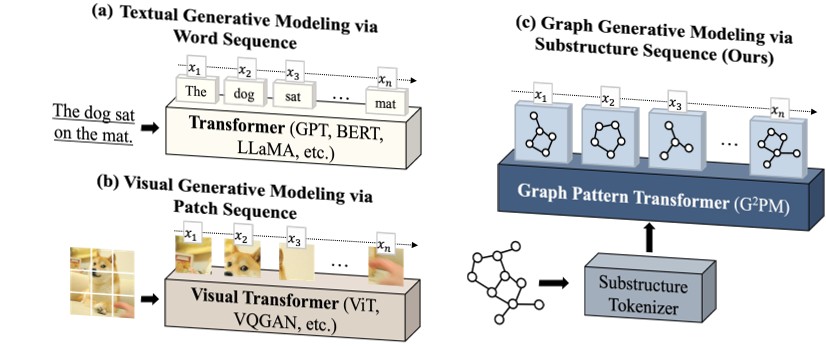 (a) Textual Generative Modeling via
Word Sequence
x₁ x₂ x₃ xₙ
The dog sat ... mat
The dog sat
on the mat.
Transformer (GPT, BERT,
LLaMA, etc.)
(b) Visual Generative Modeling via
Patch Sequence
x₁ x₂ x₃ xₙ
...
Visual Transformer (ViT,
VQGAN, etc.)
(c) Graph Generative Modeling via
Substructure Sequence (Ours)
x₁ x₂ x₃ xₙ
...
Graph Pattern Transformer (G²PM)
Substructure
Tokenizer